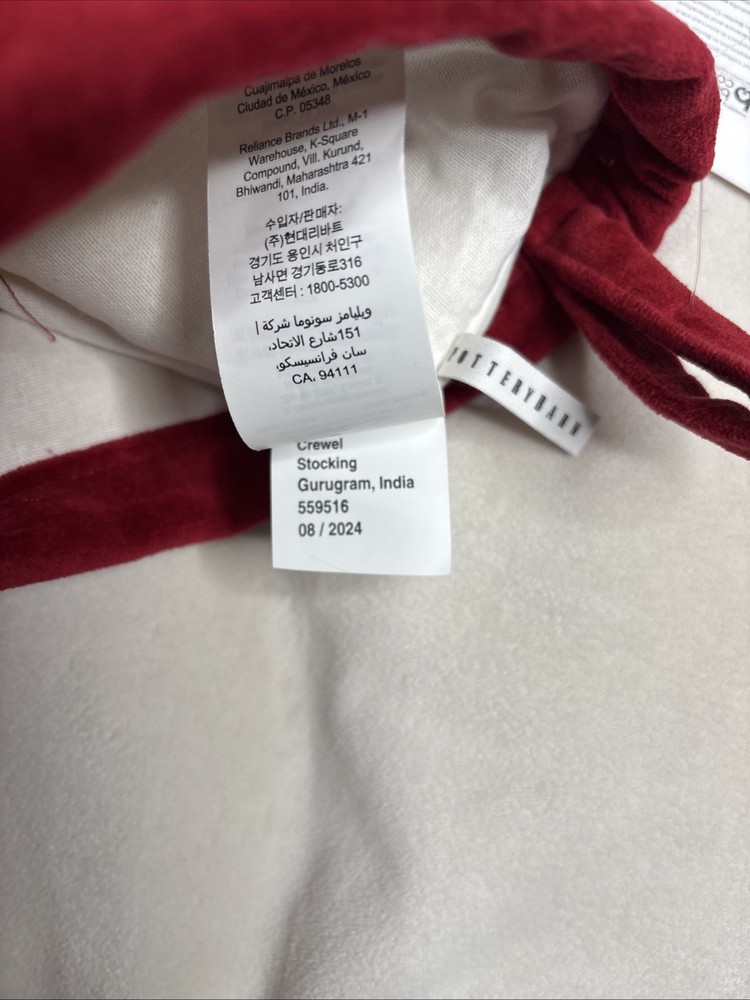 Cuajimalpa de Morelos
Ciudad de México, México
C.P. 05348
Reliance Brands Ltd., M-1
Warehouse, K-Square
Compound, Vill. Kurund,
Bhiwandi, Maharashtra 421
101, India.
수입자/판매자:
(주)현대리바트
경기도 용인시 처인구
남사면 경기동로316
고객센터 : 1800-5300
ويليامز سونوما شركة |
151شارع الاتحاد،
سان فرانسيسكو،
CA، 94111
POTTERYBARN
Crewel
Stocking
Gurugram, India
559516
08 / 2024